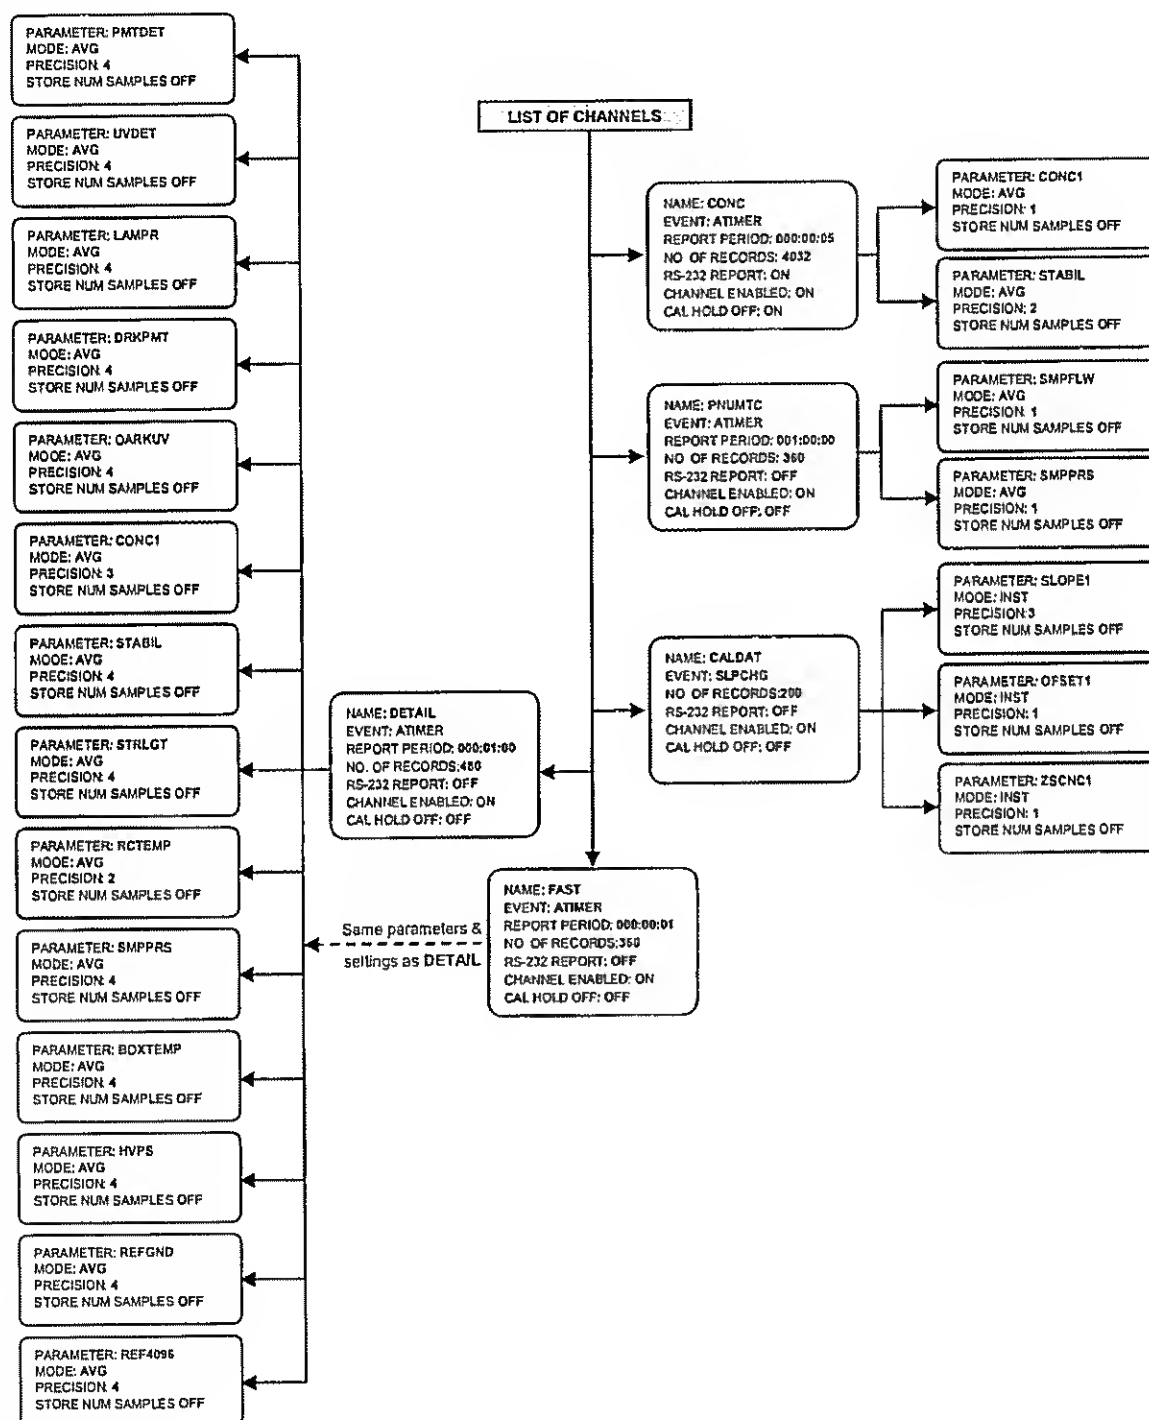 PARAMETER: PMTDET
MODE: AVG
PRECISION: 4
STORE NUM SAMPLES OFF
PARAMETER: UVDET
MODE: AVG
PRECISION: 4
STORE NUM SAMPLES OFF
PARAMETER: LAMPR
MODE: AVG
PRECISION: 4
STORE NUM SAMPLES OFF
PARAMETER: DRKPMT
MODE: AVG
PRECISION: 4
STORE NUM SAMPLES OFF
PARAMETER: DARKUV
MODE: AVG
PRECISION: 4
STORE NUM SAMPLES OFF
PARAMETER: CONC1
MODE: AVG
PRECISION: 3
STORE NUM SAMPLES OFF
PARAMETER: STABIL
MODE: AVG
PRECISION: 4
STORE NUM SAMPLES OFF
PARAMETER: STRLGT
MODE: AVG
PRECISION: 4
STORE NUM SAMPLES OFF
PARAMETER: RCTEMP
MODE: AVG
PRECISION: 2
STORE NUM SAMPLES OFF
PARAMETER: SMPPRS
MODE: AVG
PRECISION: 4
STORE NUM SAMPLES OFF
PARAMETER: BOXTEMP
MODE: AVG
PRECISION: 4
STORE NUM SAMPLES OFF
PARAMETER: HVPS
MODE: AVG
PRECISION: 4
STORE NUM SAMPLES OFF
PARAMETER: REFGND
MODE: AVG
PRECISION: 4
STORE NUM SAMPLES OFF
PARAMETER: REF4096
MODE: AVG
PRECISION: 4
STORE NUM SAMPLES OFF
LIST OF CHANNELS
NAME: CONC
EVENT: ATIMER
REPORT PERIOD: 000:00:05
NO. OF RECORDS: 4032
RS-232 REPORT: ON
CHANNEL ENABLED: ON
CAL HOLD OFF: ON
PARAMETER: CONC1
MODE: AVG
PRECISION: 1
STORE NUM SAMPLES OFF
PARAMETER: STABIL
MODE: AVG
PRECISION: 2
STORE NUM SAMPLES OFF
NAME: PNUMTC
EVENT: ATIMER
REPORT PERIOD: 001:00:00
NO. OF RECORDS: 360
RS-232 REPORT: OFF
CHANNEL ENABLED: ON
CAL HOLD OFF: OFF
PARAMETER: SMPFLW
MODE: AVG
PRECISION: 1
STORE NUM SAMPLES OFF
PARAMETER: SMPPRS
MODE: AVG
PRECISION: 1
STORE NUM SAMPLES OFF
NAME: CALDAT
EVENT: SLPCHG
NO. OF RECORDS:200
RS-232 REPORT: OFF
CHANNEL ENABLED: ON
CAL HOLD OFF: OFF
PARAMETER: SLOPE1
MODE: INST
PRECISION:3
STORE NUM SAMPLES OFF
PARAMETER: OFSET1
MODE: INST
PRECISION: 1
STORE NUM SAMPLES OFF
PARAMETER: ZSCNC1
MODE: INST
PRECISION: 1
STORE NUM SAMPLES OFF
NAME: DETAIL
EVENT: ATIMER
REPORT PERIOD: 000:01:00
NO. OF RECORDS:480
RS-232 REPORT: OFF
CHANNEL ENABLED: ON
CAL HOLD OFF: OFF
NAME: FAST
EVENT: ATIMER
REPORT PERIOD: 000:00:01
NO. OF RECORDS:360
RS-232 REPORT: OFF
CHANNEL ENABLED: ON
CAL HOLD OFF: OFF
Same parameters &
settings as DETAIL